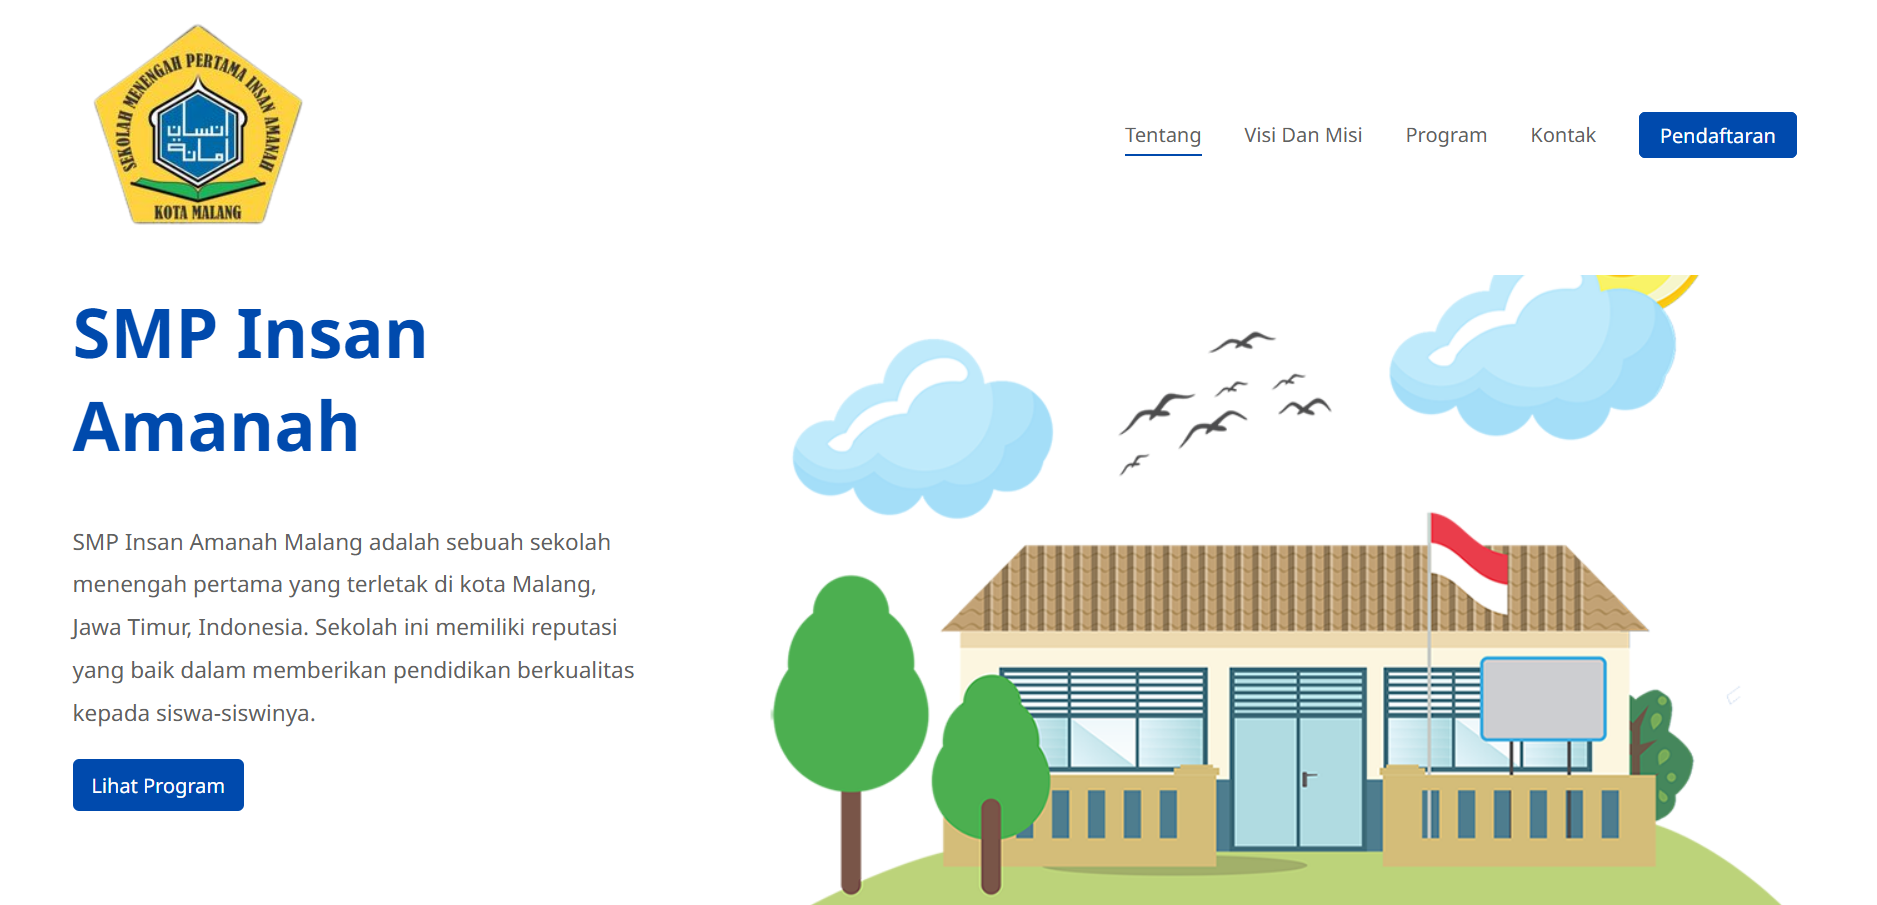 SEKOLAH MENENGAH PERTAMA INSAN AMANAH
إنسان
أمانة
KOTA MALANG
Tentang Visi Dan Misi Program Kontak Pendaftaran
SMP Insan
Amanah
SMP Insan Amanah Malang adalah sebuah sekolah
menengah pertama yang terletak di kota Malang,
Jawa Timur, Indonesia. Sekolah ini memiliki reputasi
yang baik dalam memberikan pendidikan berkualitas
kepada siswa-siswinya.
Lihat Program